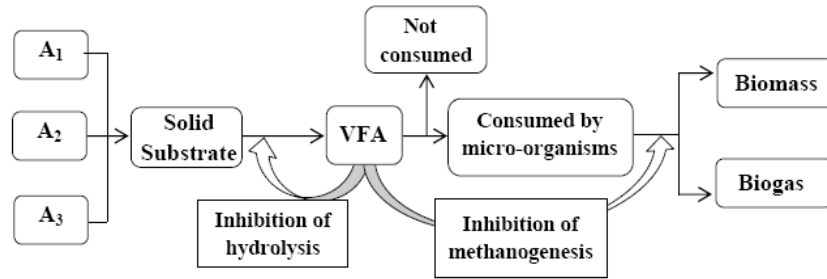 A1
A2
A3
Solid
Substrate
VFA
Not
consumed
Consumed by
micro-organisms
Biomass
Biogas
Inhibition of
hydrolysis
Inhibition of
methanogenesis